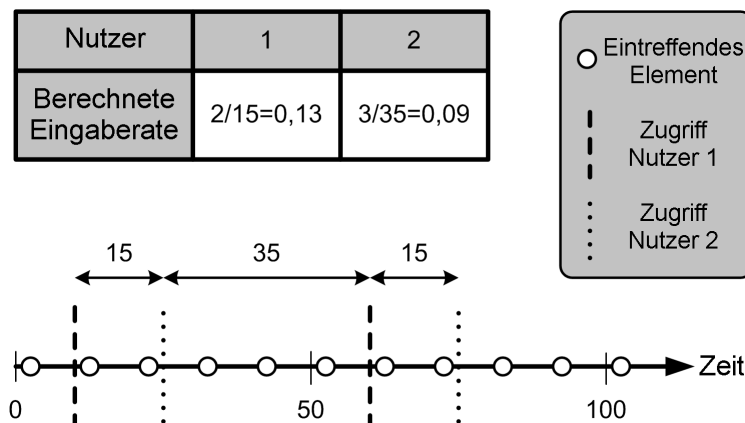 Nutzer 1 2
Berechnete
Eingaberate
2/15=0,13 3/35=0,09
Eintreffendes
Element
Zugriff
Nutzer 1
Zugriff
Nutzer 2
15 35 15
Zeit
0 50 100